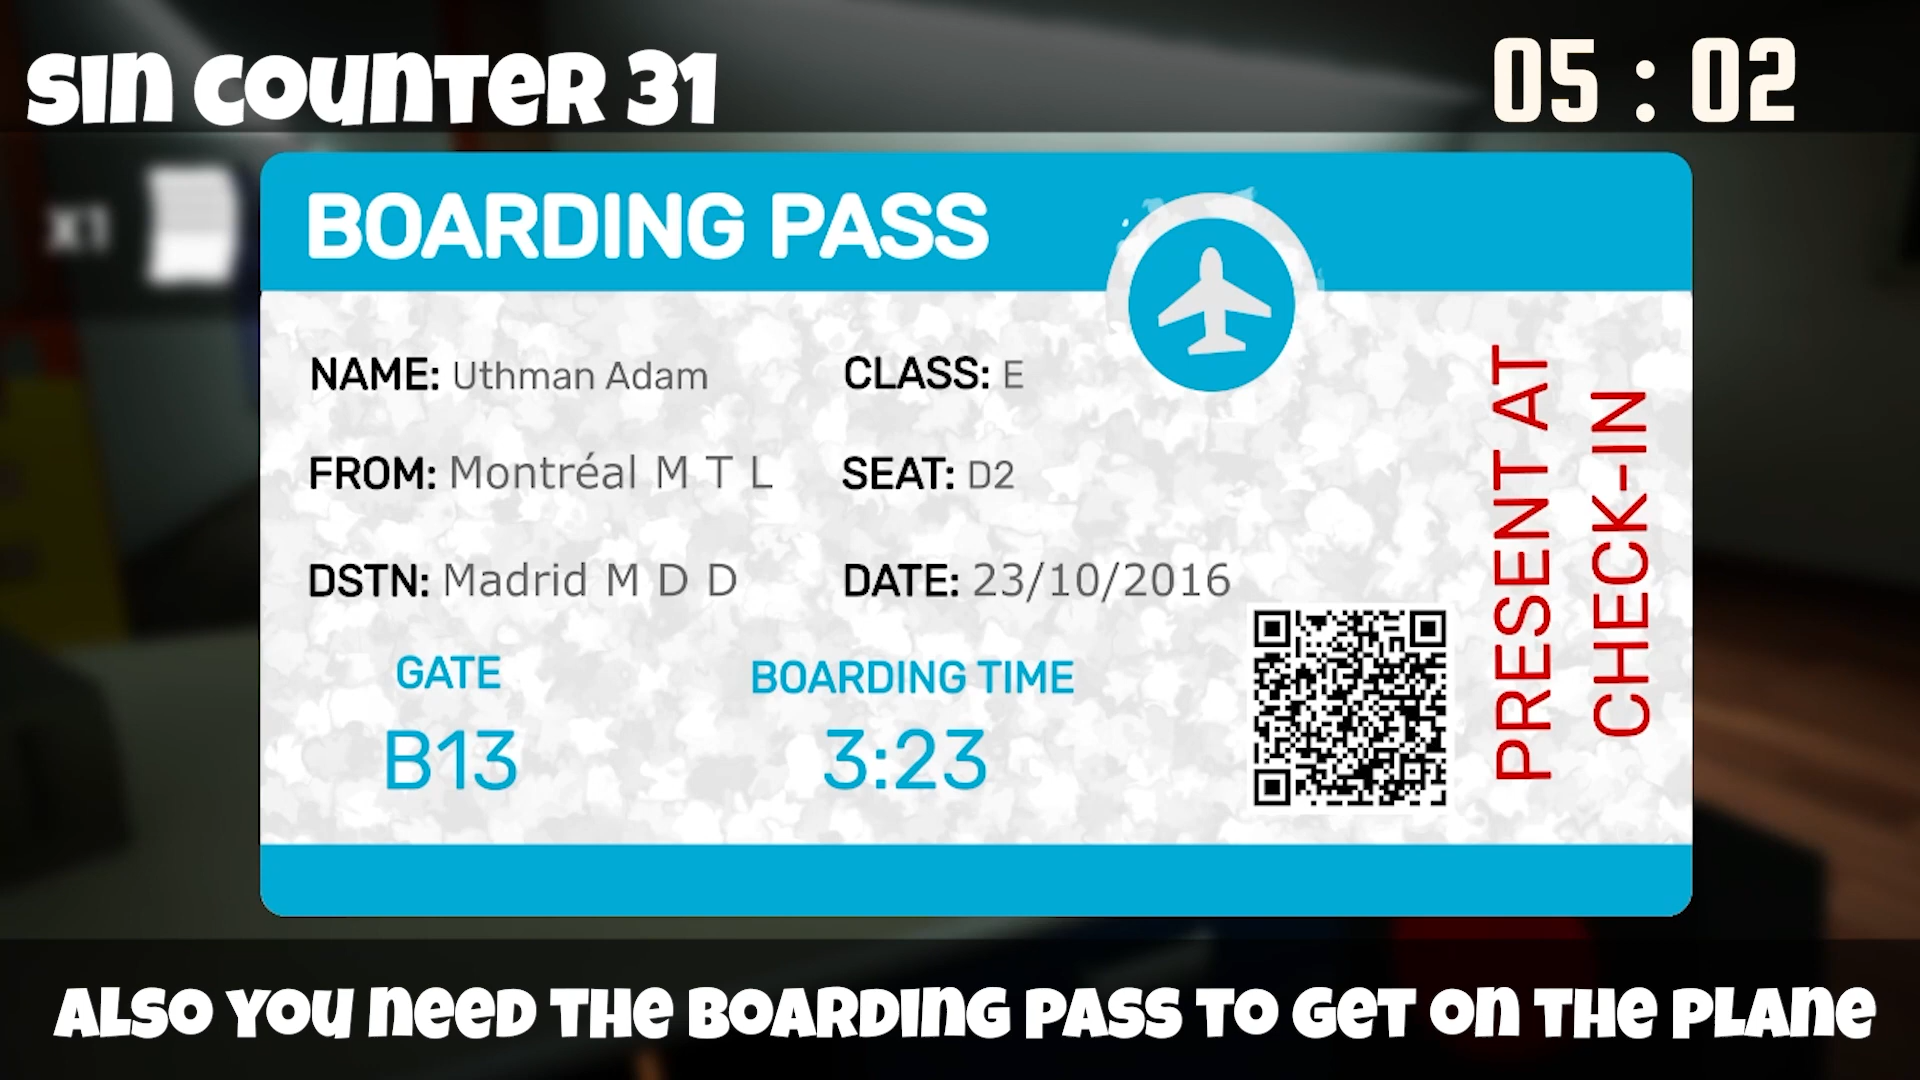 Sin Counter 31
05 : 02
X1
BOARDING PASS
NAME: Uthman Adam
CLASS: E
FROM: Montréal M T L
SEAT: D2
DSTN: Madrid M D D
DATE: 23/10/2016
GATE
BOARDING TIME
B13
3:23
PRESENT AT
CHECK-IN
Also you need the boarding pass to get on the plane